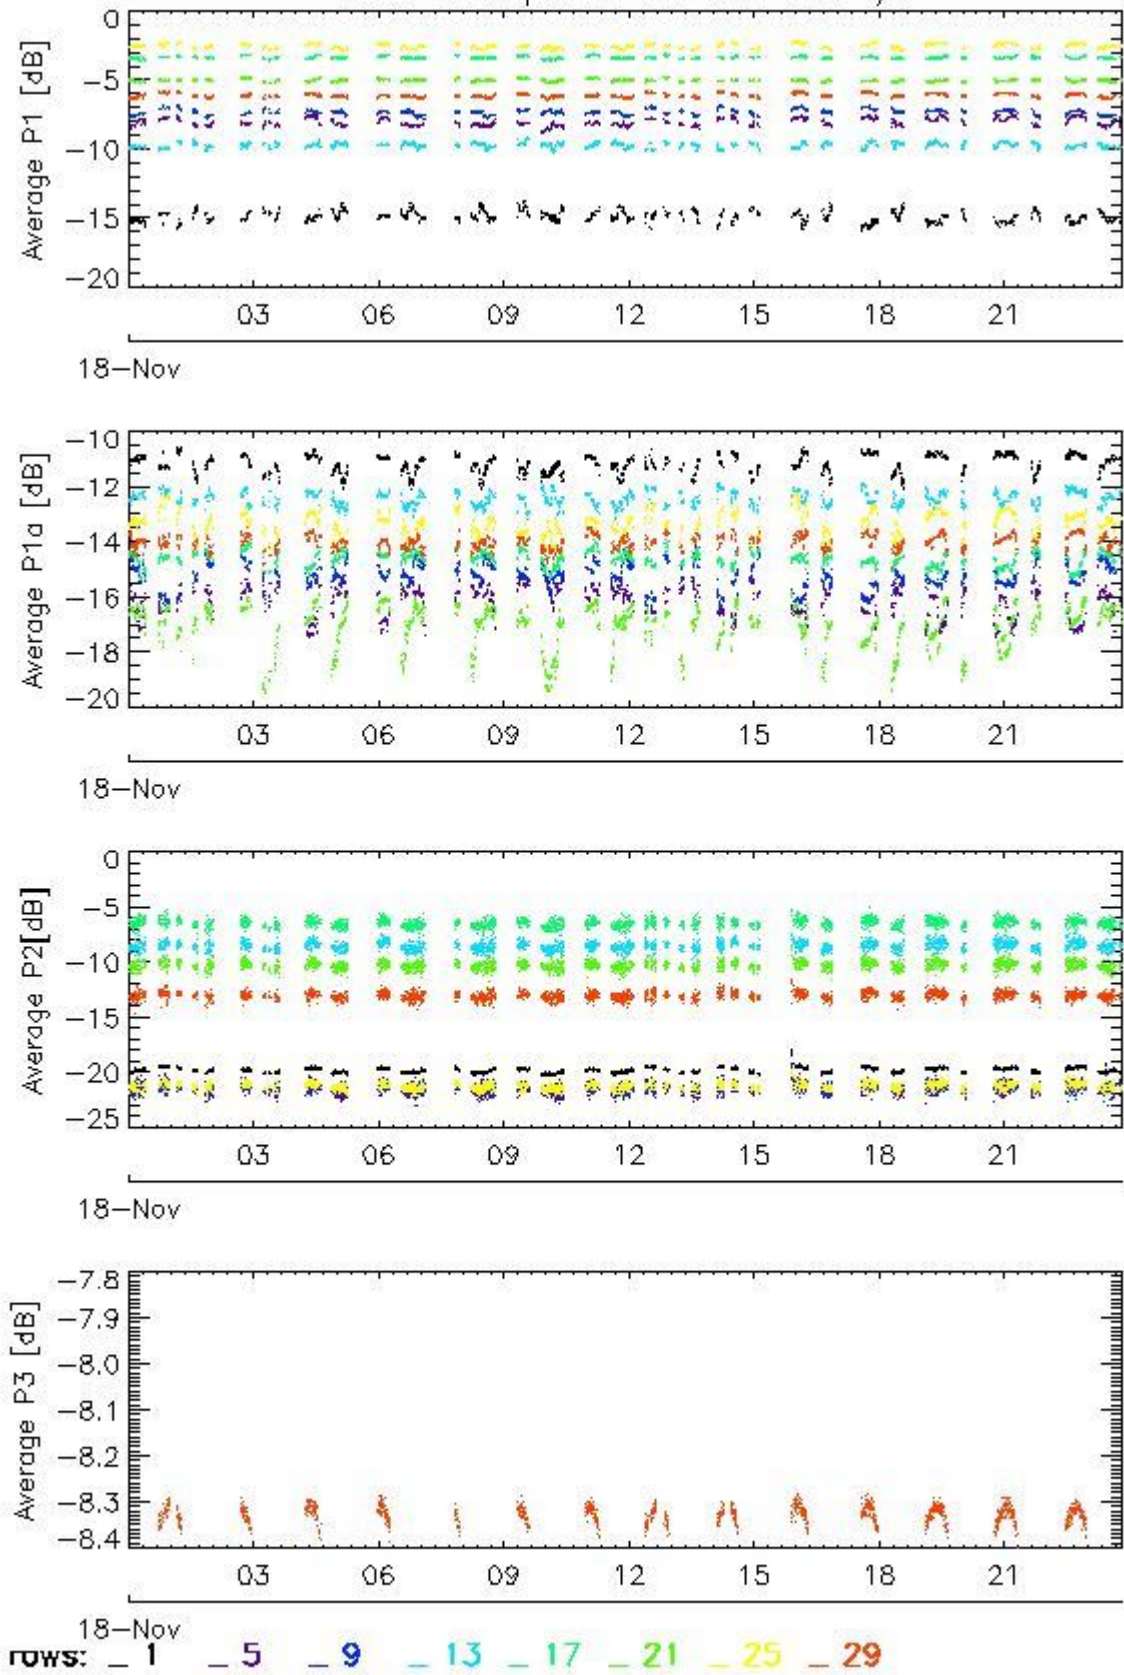 Average P1 [dB]
0
−5
−10
−15
−20
03 06 09 12 15 18 21
18−Nov
Average P1a [dB]
−10
−12
−14
−16
−18
−20
03 06 09 12 15 18 21
18−Nov
Average P2[dB]
0
−5
−10
−15
−20
−25
03 06 09 12 15 18 21
18−Nov
Average P3 [dB]
−7.8
−7.9
−8.0
−8.1
−8.2
−8.3
−8.4
03 06 09 12 15 18 21
18−Nov
rows: _ 1 _ 5 _ 9 _ 13 _ 17 _ 21 _ 25 _ 29